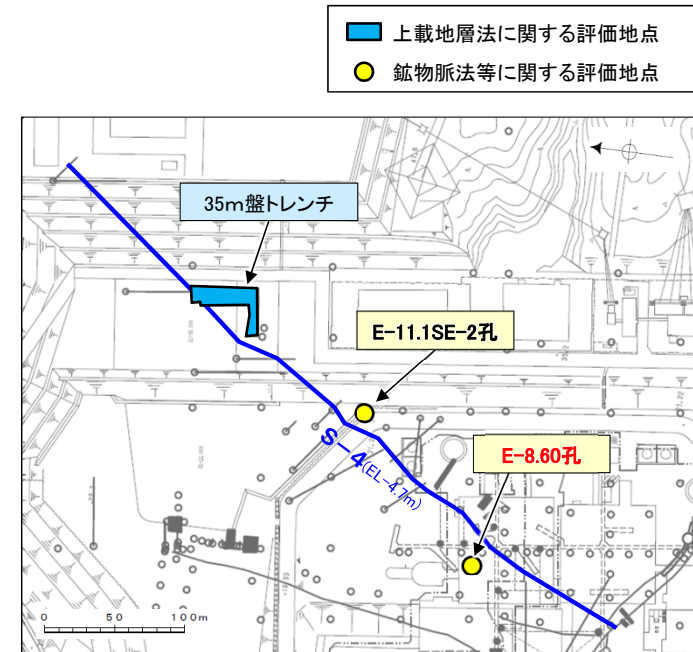 上載地層法に関する評価地点
鉱物脈法等に関する評価地点
35m盤トレンチ
E-11.1SE-2孔
S-4(EL-4.7m)
E-8.60孔
0 50 100m